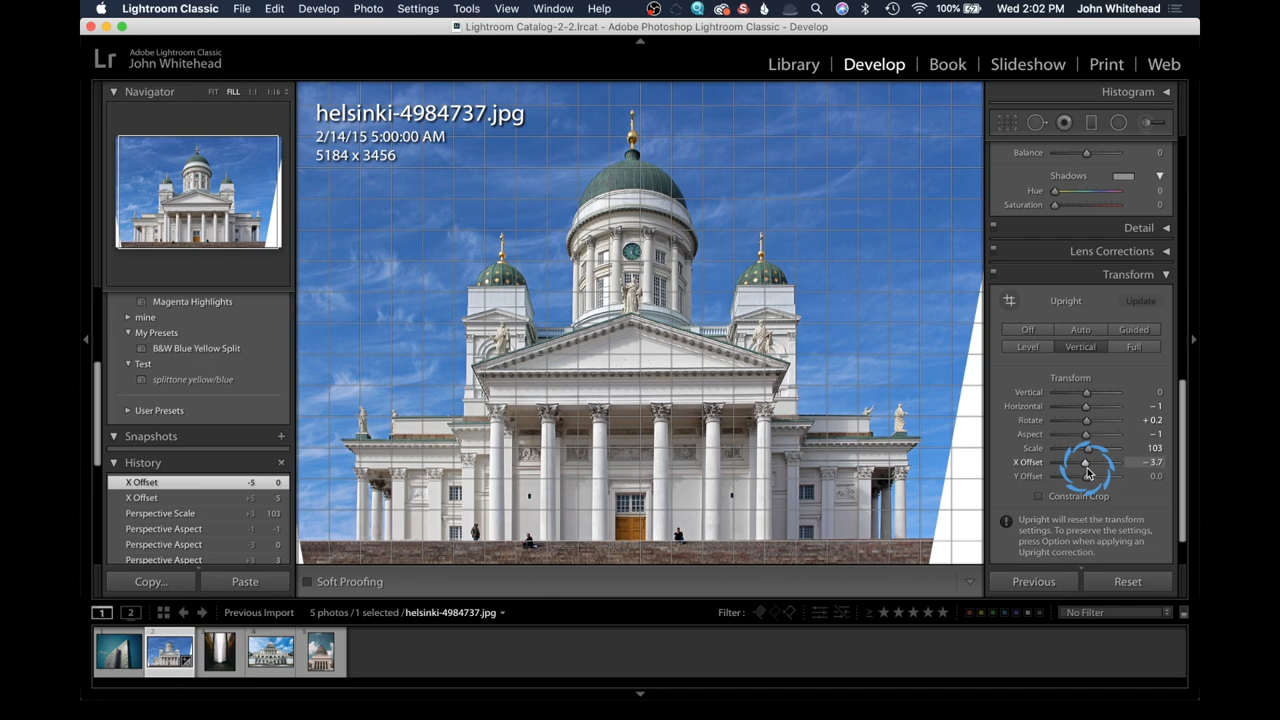 Lightroom Classic File Edit Develop Photo Settings Tools View Window Help 100% Wed 2:02 PM John Whitehead
Lightroom Catalog-2-2.lrcat - Adobe Photoshop Lightroom Classic - Develop
Lr Adobe Lightroom Classic
John Whitehead
Library | Develop | Book | Slideshow | Print | Web
Navigator FIT FILL 1:1 1:16
Magenta Highlights
mine
My Presets
B&W Blue Yellow Split
Test
splittone yellow/blue
User Presets
Snapshots +
History ×
X Offset -5 0
X Offset +5 5
Perspective Scale +3 103
Perspective Aspect -1 -1
Perspective Aspect -3 0
Perspective Aspect +3 3
Copy... Paste
helsinki-4984737.jpg
2/14/15 5:00:00 AM
5184 x 3456
Soft Proofing
Histogram
Balance 0
Shadows
Hue 0
Saturation 0
Detail
Lens Corrections
Transform
Upright Update
Off Auto Guided
Level Vertical Full
Transform
Vertical 0
Horizontal - 1
Rotate + 0.2
Aspect - 1
Scale 103
X Offset - 3.7
Y Offset 0.0
Constrain Crop
Upright will reset the transform
settings. To preserve the settings,
press Option when applying an
Upright correction.
Previous Reset
1 2 Previous Import 5 photos / 1 selected / helsinki-4984737.jpg Filter : ≥ ★★★★★ No Filter